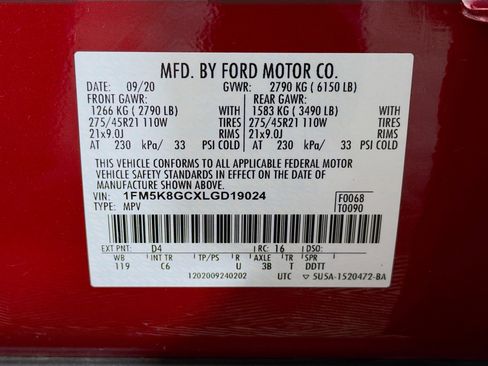 MFD. BY FORD MOTOR CO.
DATE: 09/20 GVWR: 2790 KG ( 6150 LB)
FRONT GAWR: REAR GAWR:
1266 KG ( 2790 LB) WITH 1583 KG ( 3490 LB) WITH
275/45R21 110W TIRES 275/45R21 110W TIRES
21x9.0J RIMS 21x9.0J RIMS
AT 230 kPa/ 33 PSI COLD AT 230 kPa/ 33 PSI COLD
THIS VEHICLE CONFORMS TO ALL APPLICABLE FEDERAL MOTOR
VEHICLE SAFETY STANDARDS IN EFFECT ON THE DATE OF
MANUFACTURE SHOWN ABOVE.
VIN: 1FM5K8GCXLGD19024 F0068
TYPE: MPV T0090
EXT PNT: D4 RC: 16 DSO:
WB INT TR TP/PS R AXLE TR SPR
119 C6 U 3B T DDTT
1202009240202 UTC 5U5A-1520472-BA